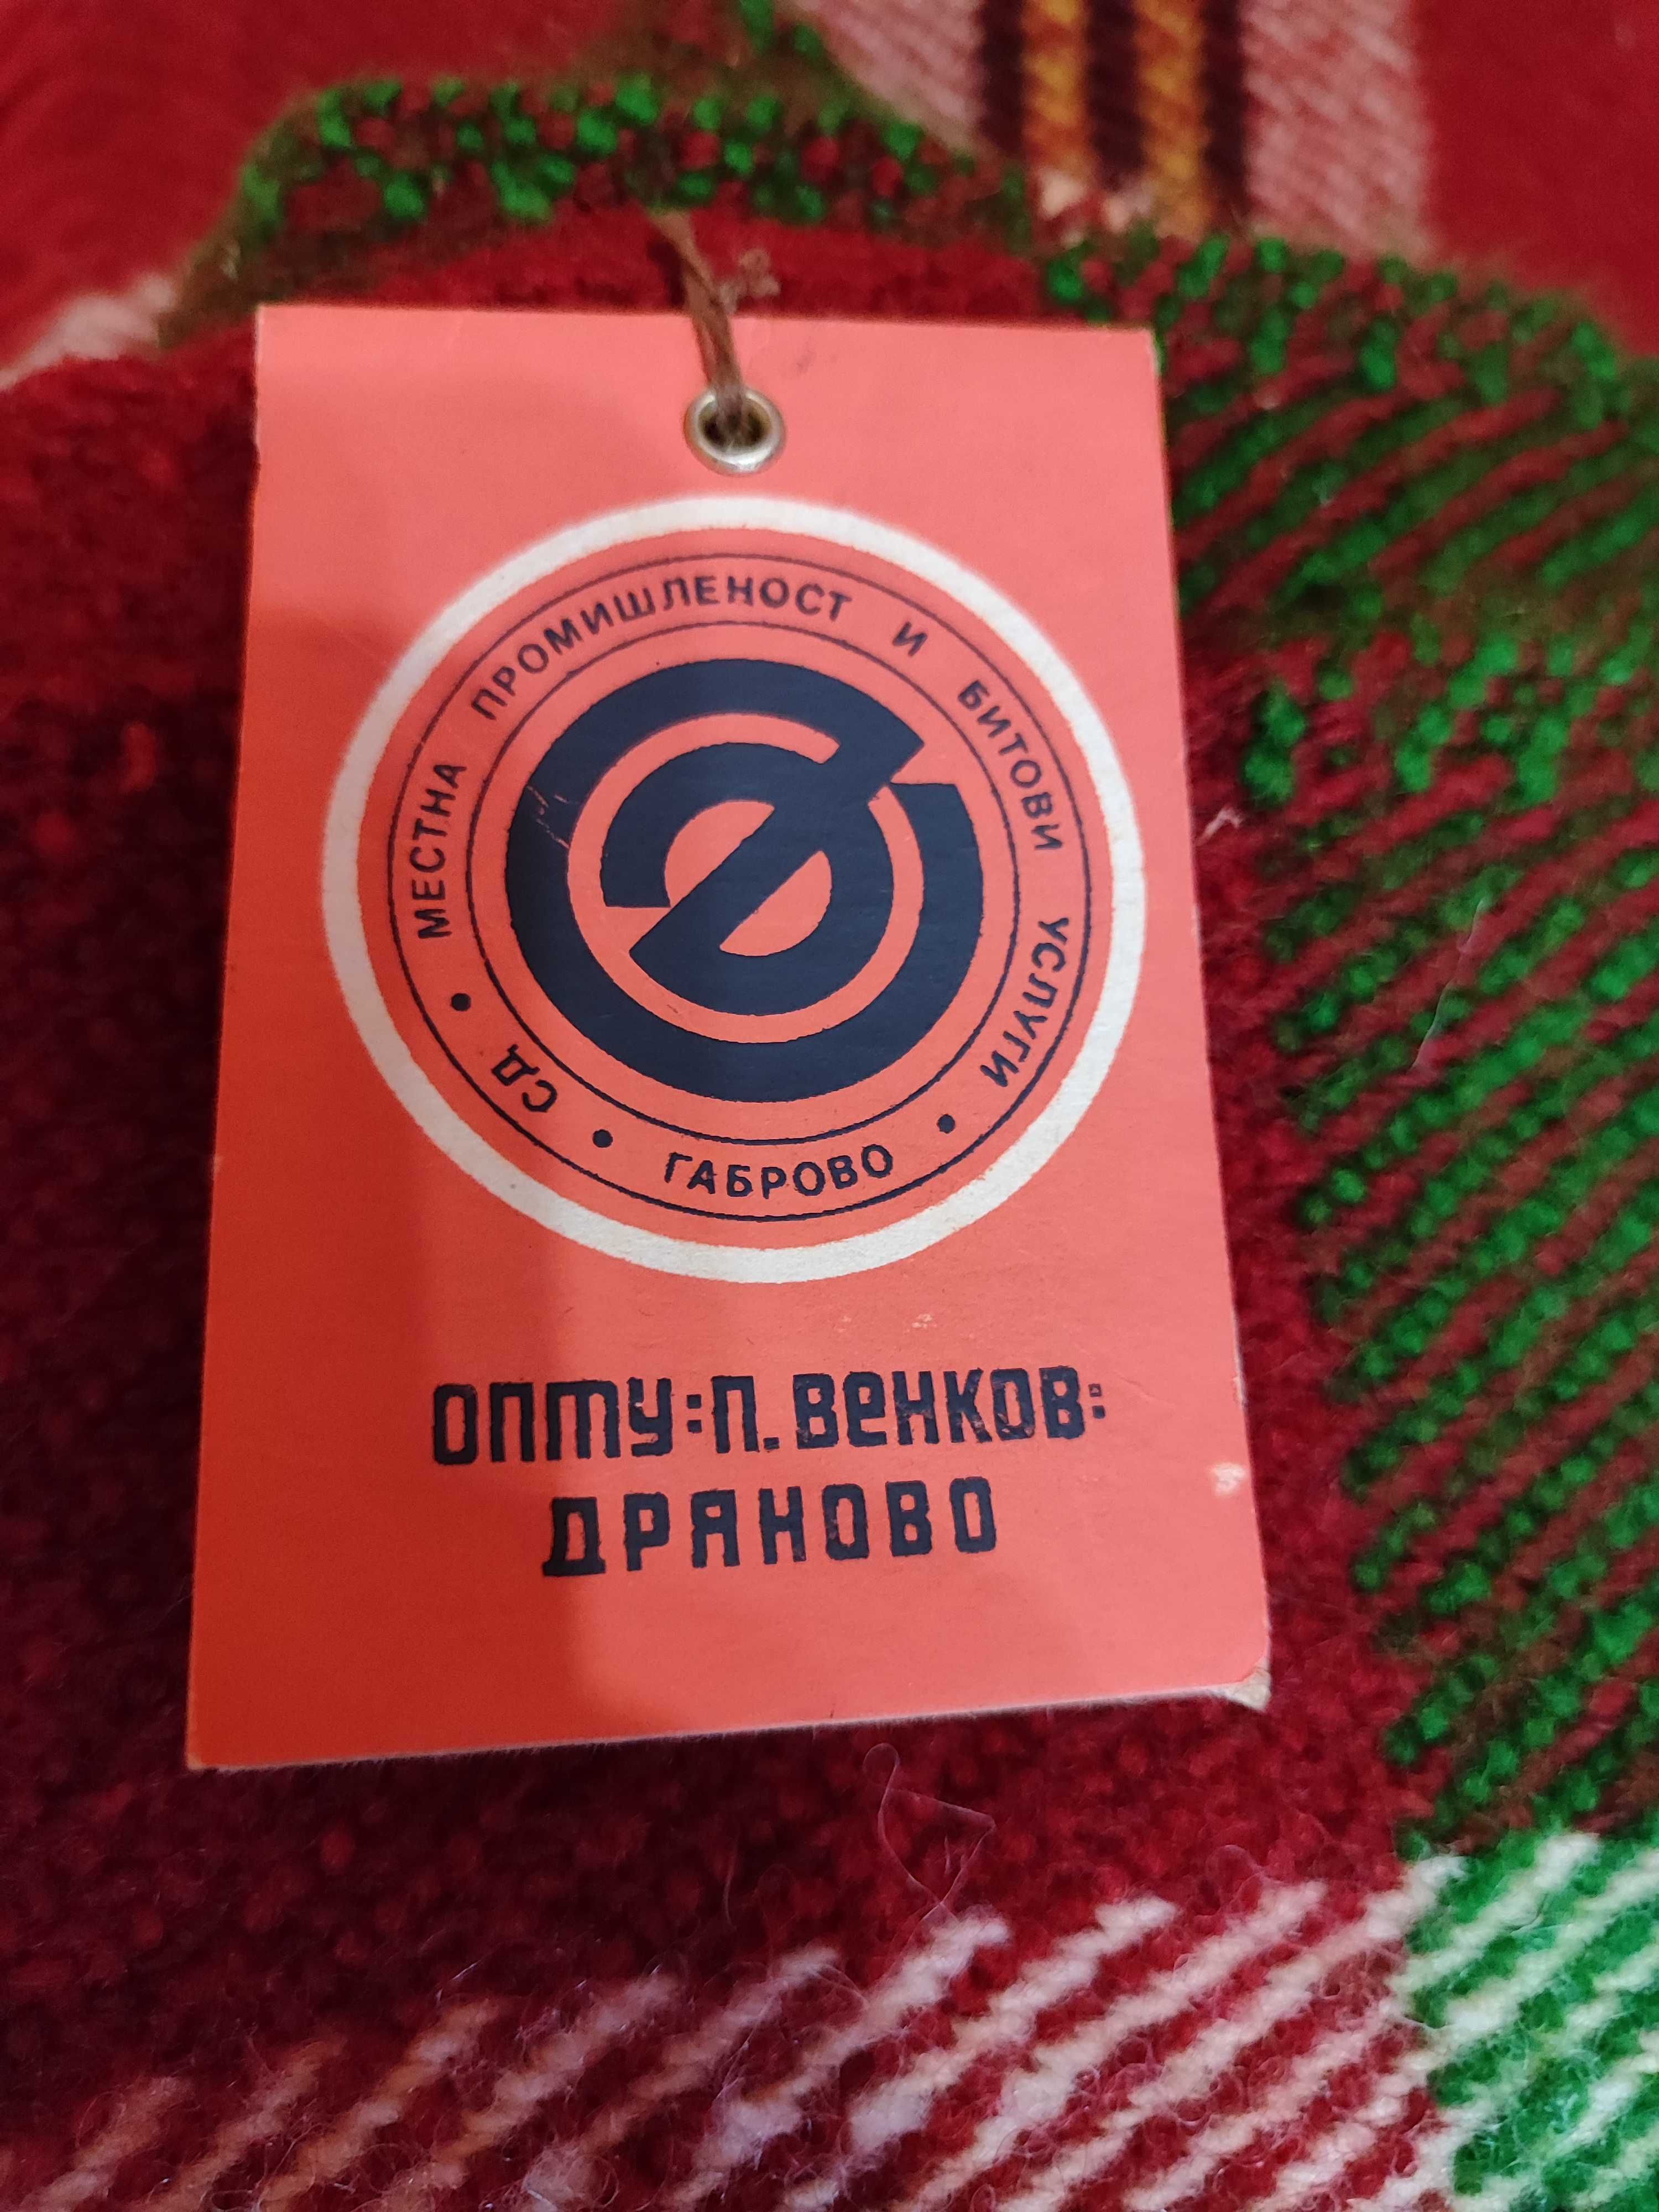 СД • МЕСТНА ПРОМИШЛЕНОСТ И БИТОВИ УСЛУГИ •
ГАБРОВО •
ОПТУ:П.ВЕНКОВ:
ДРЯНОВО